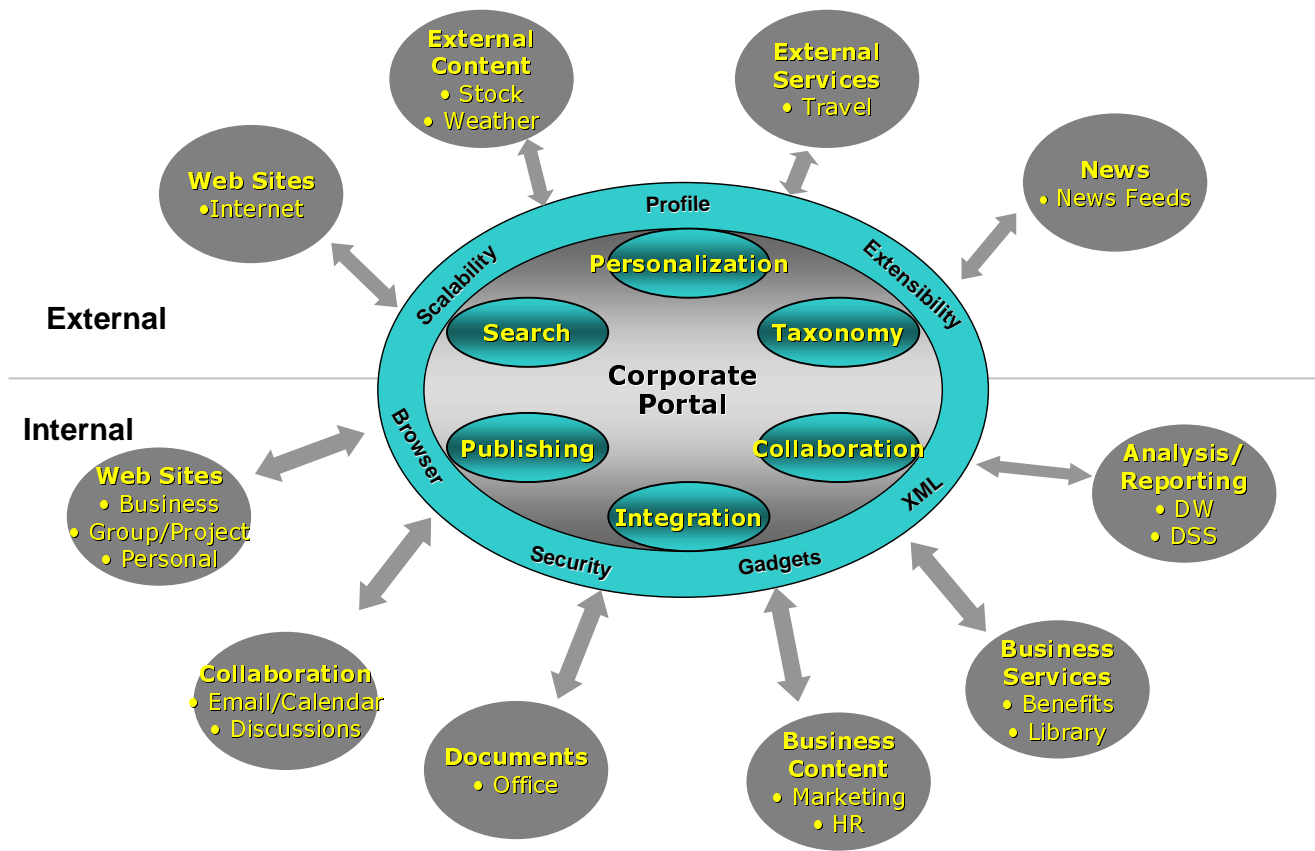 External
Content
• Stock
• Weather
External
Services
• Travel
Web Sites
•Internet
News
• News Feeds
Profile
Scalability
Extensibility
Personalization
Search
Taxonomy
External
Corporate
Portal
Internal
Browser
Publishing
Collaboration
XML
Integration
Security
Gadgets
Web Sites
• Business
• Group/Project
• Personal
Analysis/
Reporting
• DW
• DSS
Collaboration
• Email/Calendar
• Discussions
Business
Services
• Benefits
• Library
Documents
• Office
Business
Content
• Marketing
• HR